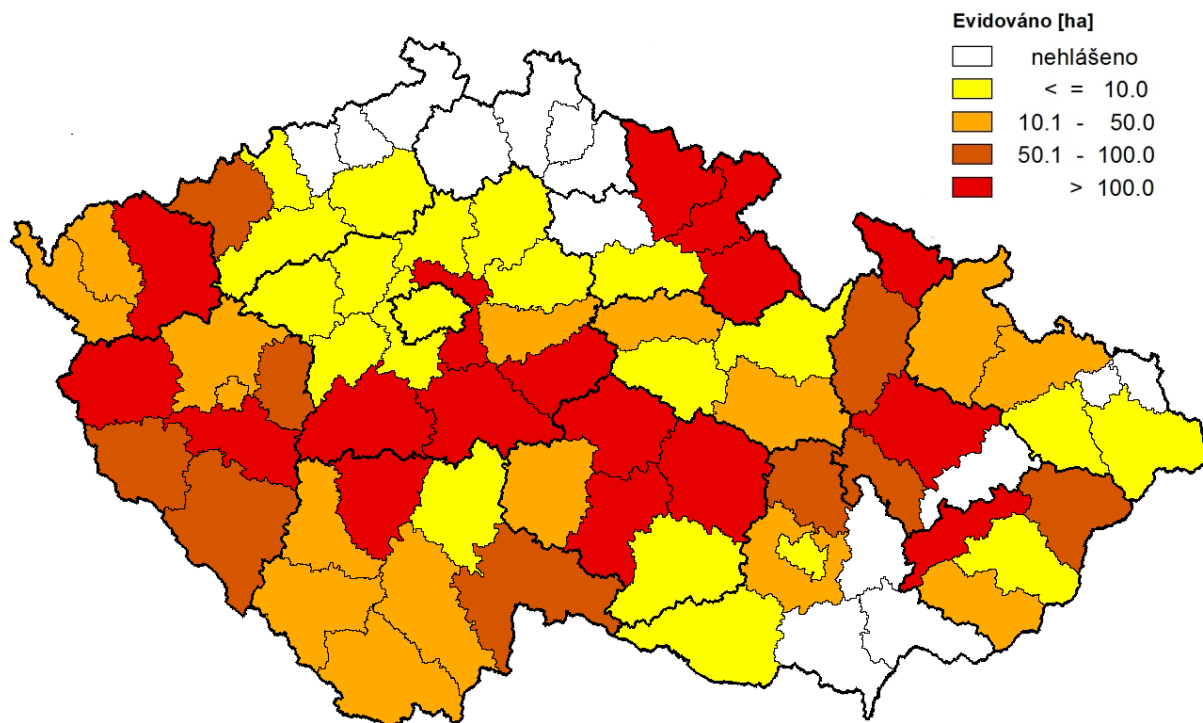 Evidováno [ha]
nehlášeno
< = 10.0
10.1 - 50.0
50.1 - 100.0
> 100.0